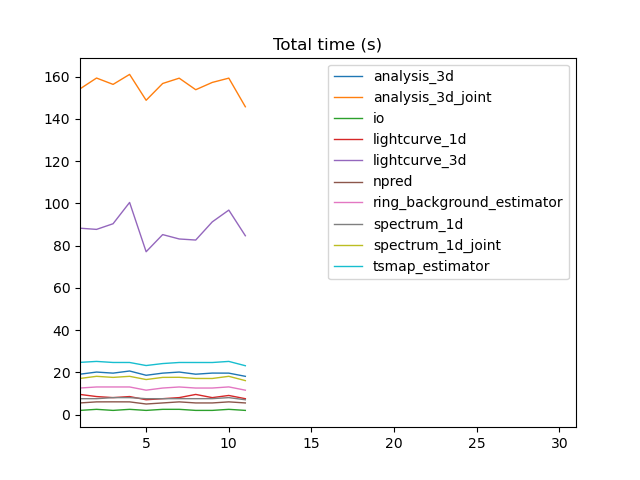 Total time (s)
160
140
120
100
80
60
40
20
0
analysis_3d
analysis_3d_joint
io
lightcurve_1d
lightcurve_3d
npred
ring_background_estimator
spectrum_1d
spectrum_1d_joint
tsmap_estimator
5 10 15 20 25 30